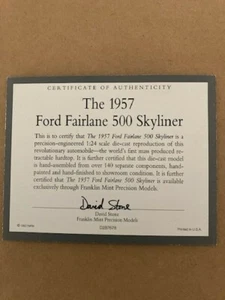 CERTIFICATE OF AUTHENTICITY
The 1957
Ford Fairlane 500 Skyliner
This is to certify that The 1957 Ford Fairlane 500 Skyliner is a
precision-engineered 1:24 scale die-cast reproduction of this
revolutionary automobile—the world's first mass produced re-
tractable hardtop. It is further certified that this die-cast model
is hand-assembled from over 140 separate components, hand-
painted and hand-finished to showroom condition. It is further
certified that The 1957 Ford Fairlane 500 Skyliner is available
exclusively through Franklin Mint Precision Models.
David Stone
David Stone
Franklin Mint Precision Models
Printed in U.S.A.